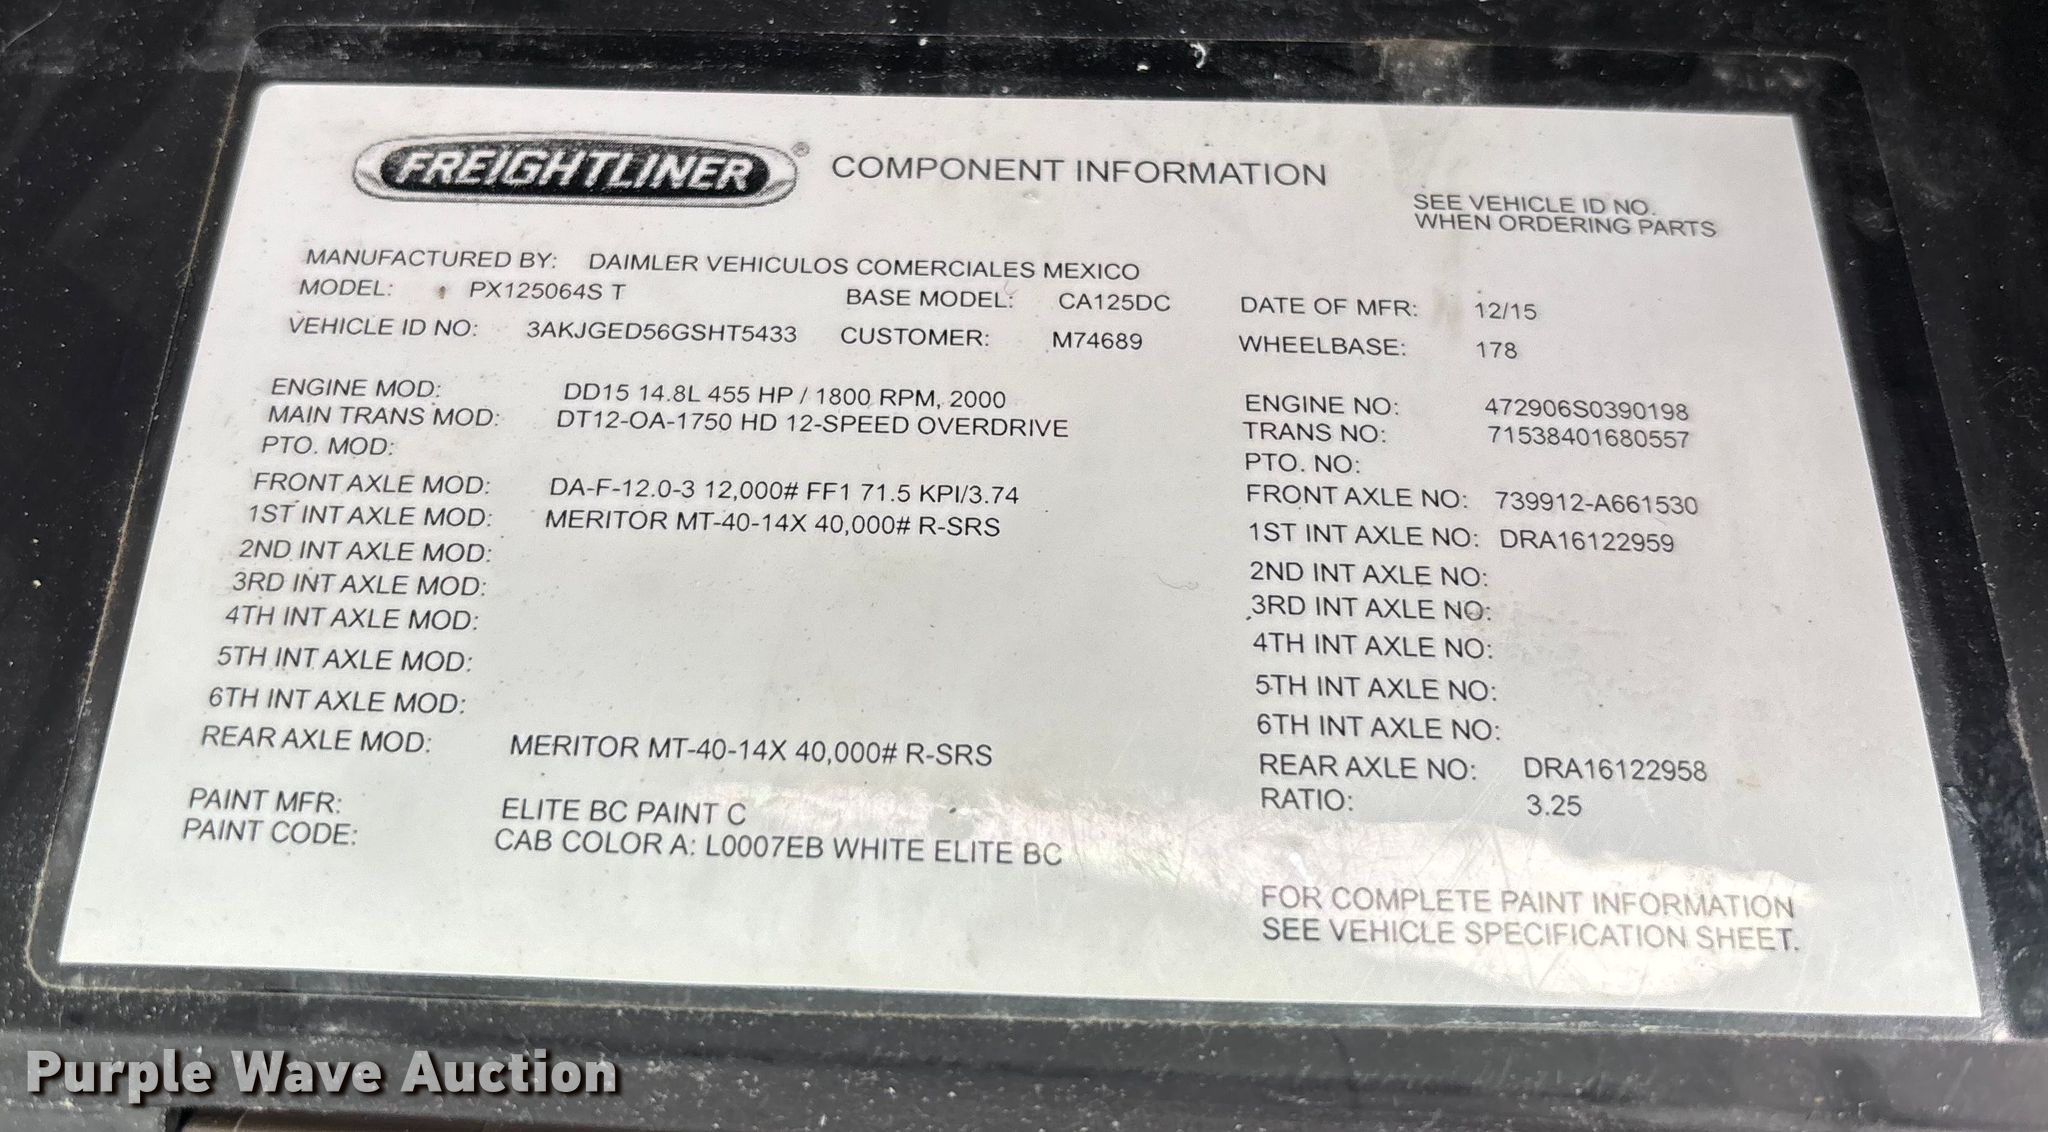 FREIGHTLINER® COMPONENT INFORMATION
SEE VEHICLE ID NO.
WHEN ORDERING PARTS
MANUFACTURED BY: DAIMLER VEHICULOS COMERCIALES MEXICO
MODEL: PX125064S T BASE MODEL: CA125DC DATE OF MFR: 12/15
VEHICLE ID NO: 3AKJGED56GSHT5433 CUSTOMER: M74689 WHEELBASE: 178
ENGINE MOD: DD15 14.8L 455 HP / 1800 RPM, 2000 ENGINE NO: 472906S0390198
MAIN TRANS MOD: DT12-OA-1750 HD 12-SPEED OVERDRIVE TRANS NO: 71538401680557
PTO. MOD: PTO. NO:
FRONT AXLE MOD: DA-F-12.0-3 12,000# FF1 71.5 KPI/3.74 FRONT AXLE NO: 739912-A661530
1ST INT AXLE MOD: MERITOR MT-40-14X 40,000# R-SRS 1ST INT AXLE NO: DRA16122959
2ND INT AXLE MOD: 2ND INT AXLE NO:
3RD INT AXLE MOD: 3RD INT AXLE NO:
4TH INT AXLE MOD: 4TH INT AXLE NO:
5TH INT AXLE MOD: 5TH INT AXLE NO:
6TH INT AXLE MOD: 6TH INT AXLE NO:
REAR AXLE MOD: MERITOR MT-40-14X 40,000# R-SRS REAR AXLE NO: DRA16122958
RATIO: 3.25
PAINT MFR: ELITE BC PAINT C
PAINT CODE: CAB COLOR A: L0007EB WHITE ELITE BC
FOR COMPLETE PAINT INFORMATION
SEE VEHICLE SPECIFICATION SHEET.
Purple Wave Auction